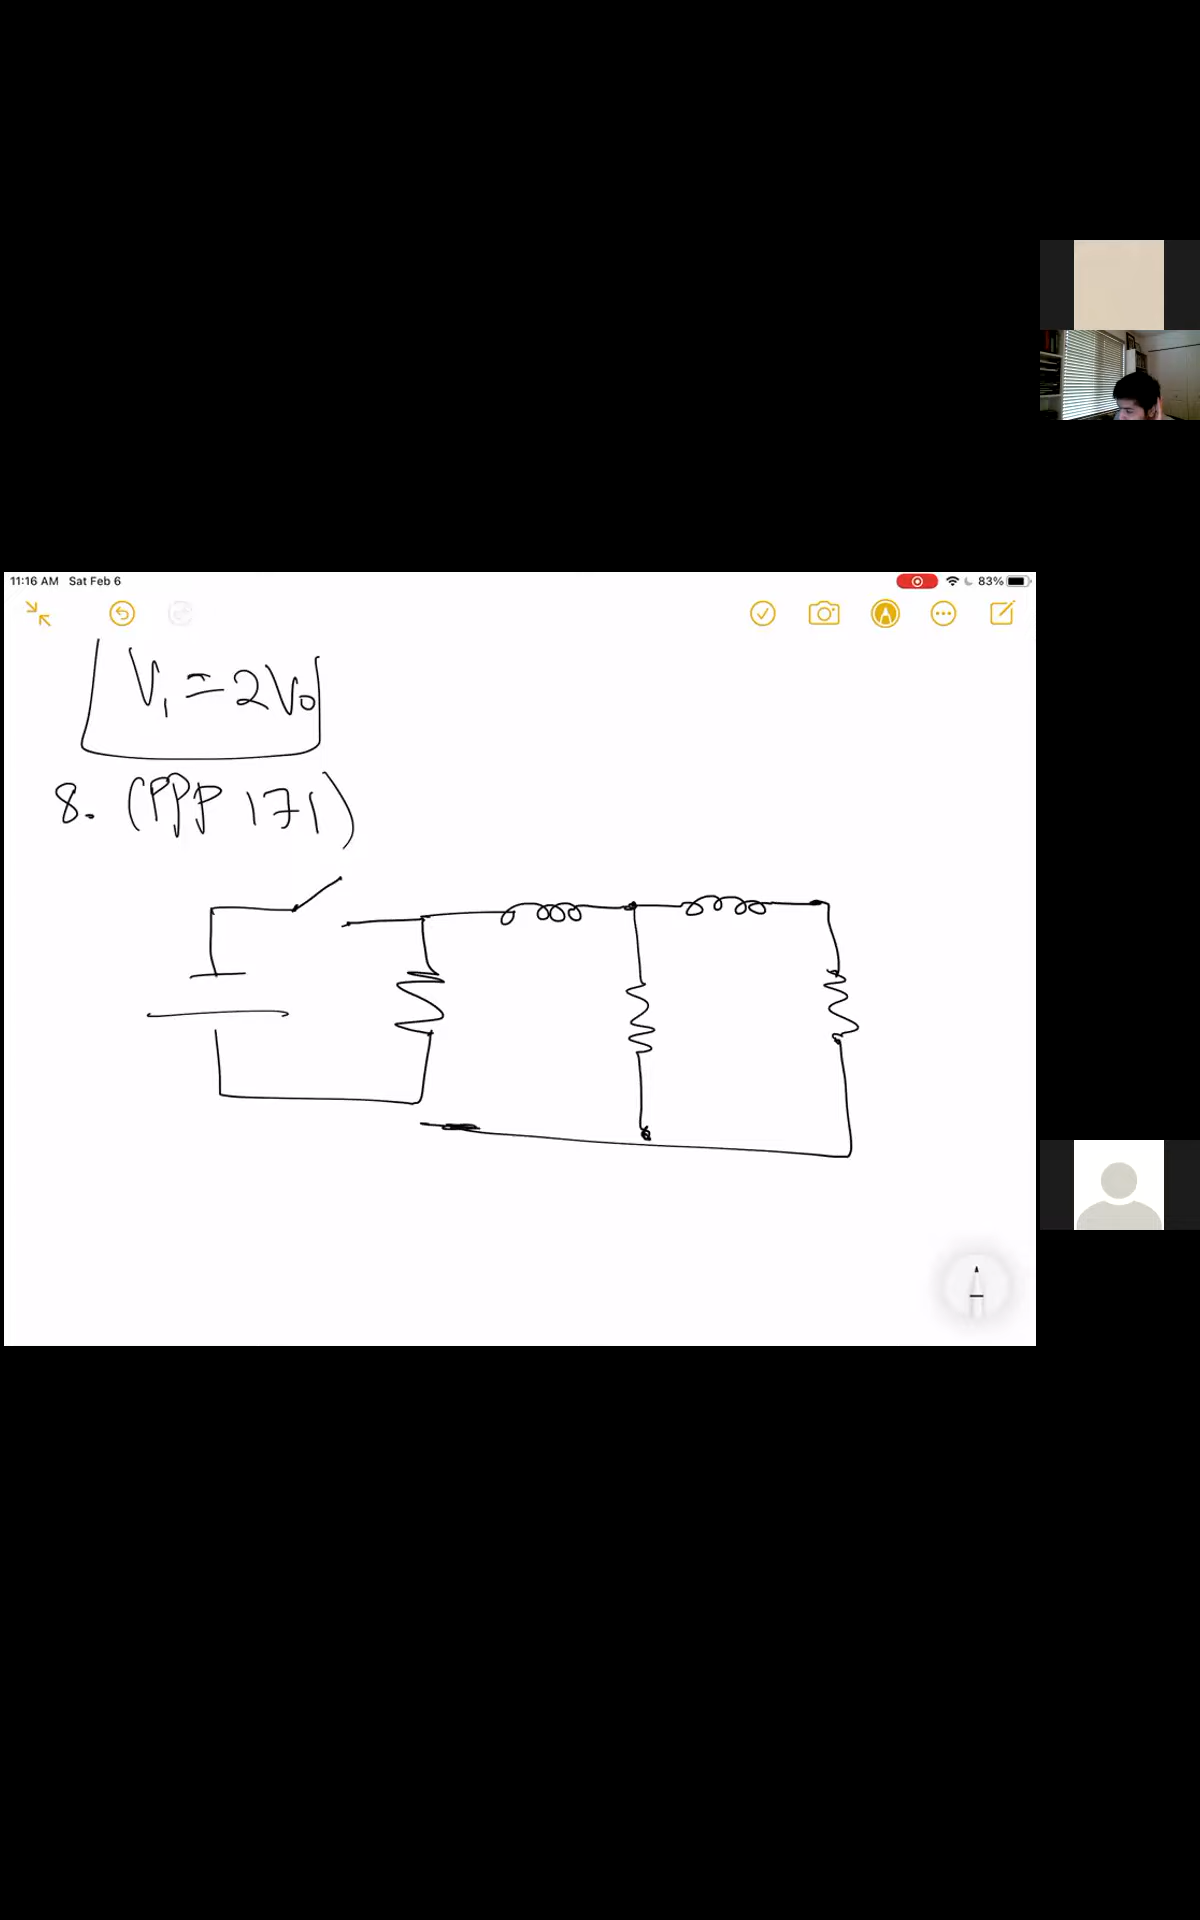 11:16 AM Sat Feb 6 83%
V₁ = 2V₀
8. (PPP 171)